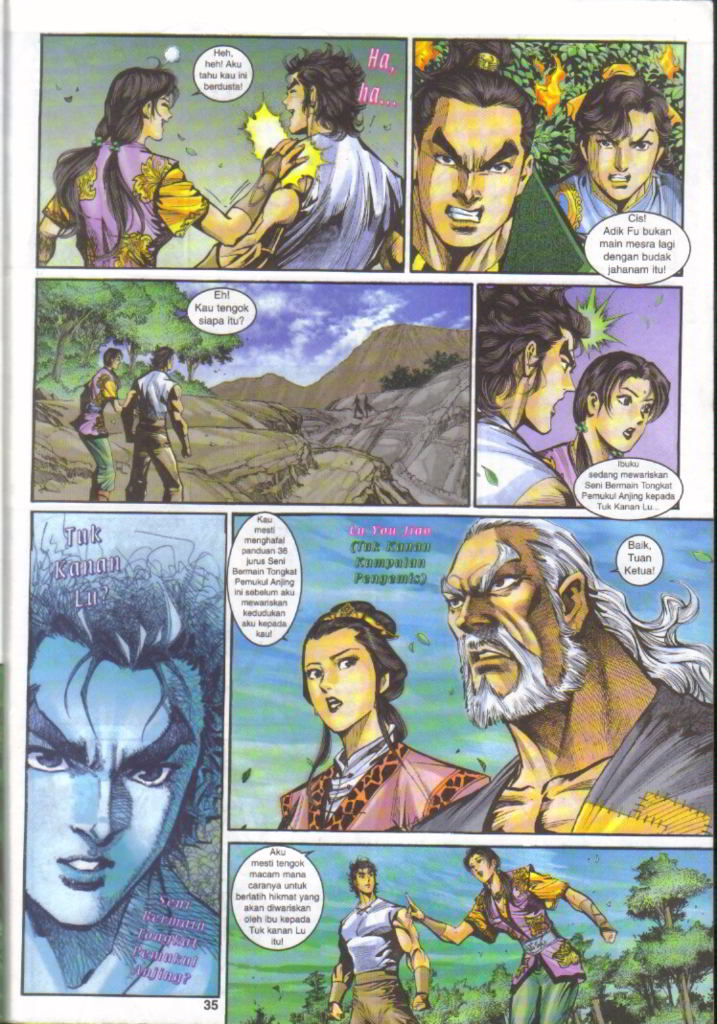 Heh,
heh! Aku
tahu kau ini
berdusta!
Ha,
ha...
Cis!
Adik Fu bukan
main mesra lagi
dengan budak
jahanam itu!
Eh!
Kau tengok
siapa itu?
Ibuku
sedang mewariskan
Seni Bermain Tongkat
Pemukul Anjing kepada
Tuk Kanan Lu...
Tuk
Kanan
Lu?
Seni
Bermain
Tongkat
Pemukul
Anjing?
Kau
mesti
menghafal
panduan 36
jurus Seni
Bermain Tongkat
Pemukul Anjing
ini sebelum aku
mewariskan
kedudukan
aku kepada
kau!
Lu You Jiao
(Tuk Kanan
Kumpulan
Pengemis)
Baik,
Tuan
Ketua!
Aku
mesti tengok
macam mana
caranya untuk
berlatih hikmat yang
akan diwariskan
oleh ibu kepada
Tuk kanan Lu
itu!
35